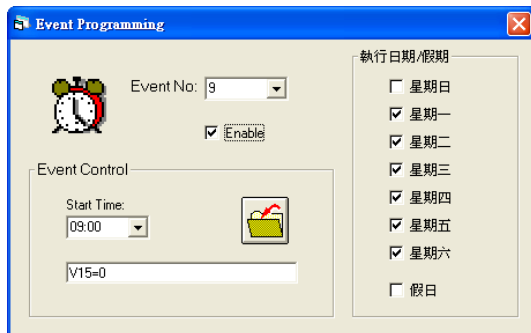 Event Programming
Event No: 9
Enable
Event Control
Start Time:
09:00
V15=0
執行日期/假期
星期日
星期一
星期二
星期三
星期四
星期五
星期六
假日